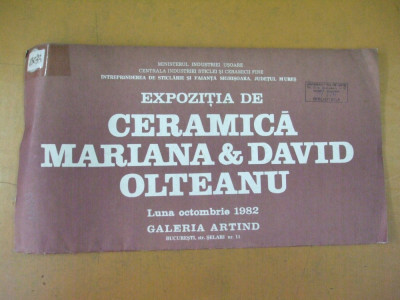 MINISTERUL INDUSTRIEI UȘOARE
CENTRALA INDUSTRIEI STICLEI ȘI CERAMICII FINE
ÎNTREPRINDEREA DE STICLĂRIE ȘI FAIANȚĂ SIGHIȘOARA, JUDEȚUL MUREȘ
EXPOZIȚIA DE
CERAMICĂ
MARIANA & DAVID
OLTEANU
Luna octombrie 1982
GALERIA ARTIND
BUCUREȘTI, str. ȘELARI nr. 11